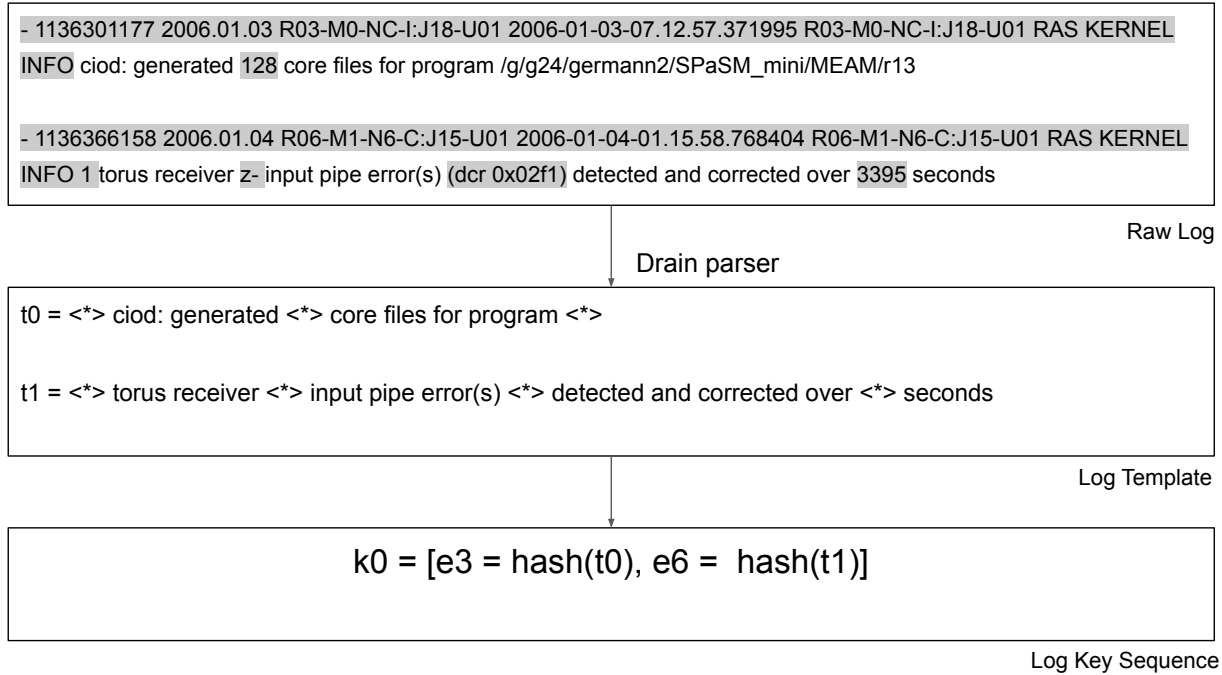 - 1136301177 2006.01.03 R03-M0-NC-I:J18-U01 2006-01-03-07.12.57.371995 R03-M0-NC-I:J18-U01 RAS KERNEL
INFO ciod: generated 128 core files for program /g/g24/germann2/SPaSM_mini/MEAM/r13
- 1136366158 2006.01.04 R06-M1-N6-C:J15-U01 2006-01-04-01.15.58.768404 R06-M1-N6-C:J15-U01 RAS KERNEL
INFO 1 torus receiver z- input pipe error(s) (dcr 0x02f1) detected and corrected over 3395 seconds
Raw Log
Drain parser
t0 = <*> ciod: generated <*> core files for program <*>
t1 = <*> torus receiver <*> input pipe error(s) <*> detected and corrected over <*> seconds
Log Template
k0 = [e3 = hash(t0), e6 =  hash(t1)]
Log Key Sequence